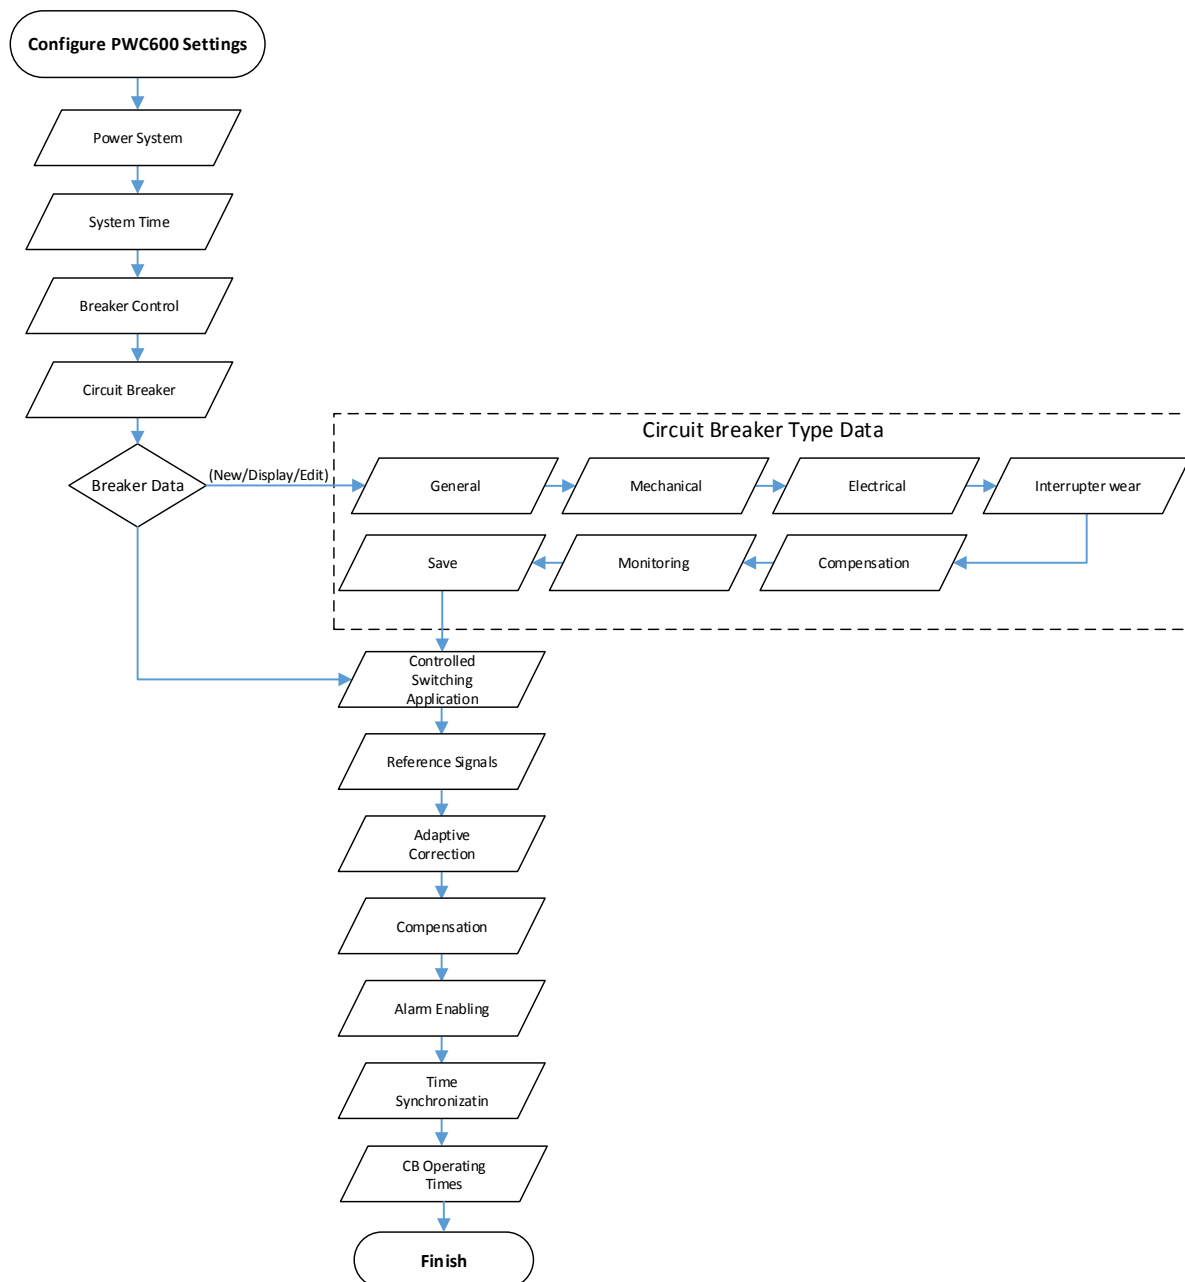 Configure PWC600 Settings
Power System
System Time
Breaker Control
Circuit Breaker
Breaker Data
(New/Display/Edit)
Circuit Breaker Type Data
General
Mechanical
Electrical
Interrupter wear
Save
Monitoring
Compensation
Controlled
Switching
Application
Reference Signals
Adaptive
Correction
Compensation
Alarm Enabling
Time
Synchronizatin
CB Operating
Times
Finish